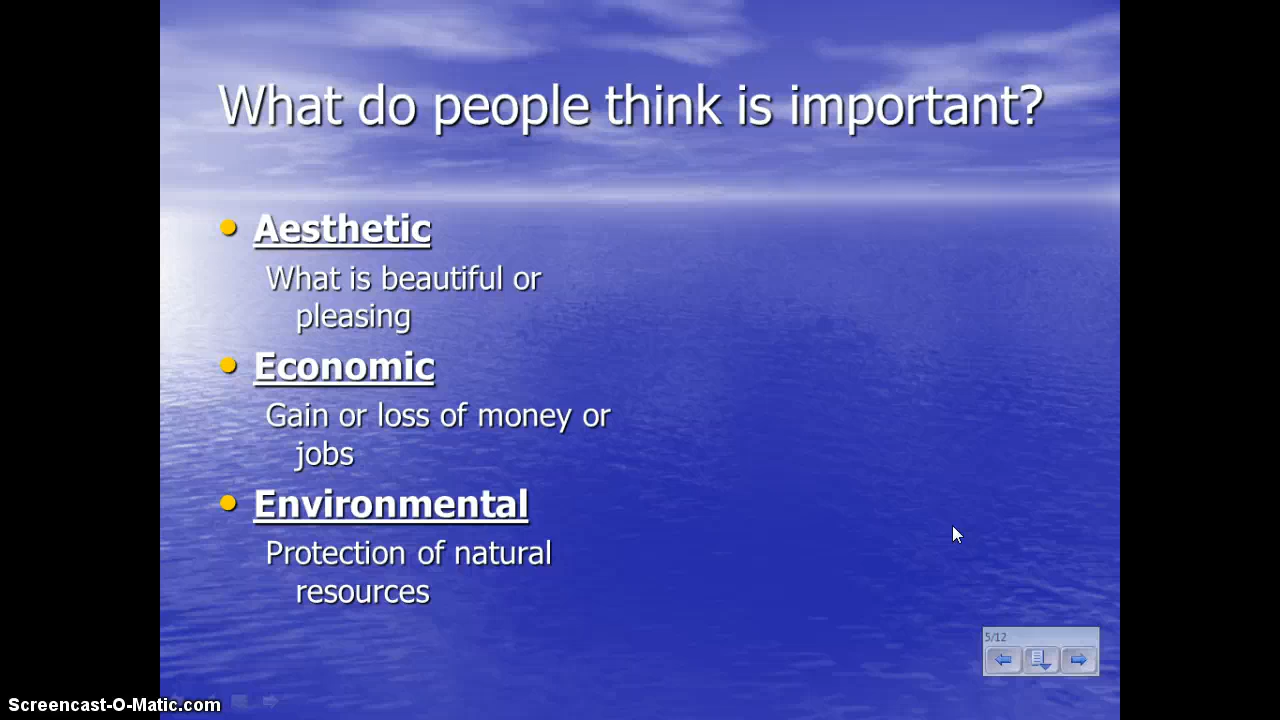 What do people think is important?
• Aesthetic
What is beautiful or
pleasing
• Economic
Gain or loss of money or
jobs
• Environmental
Protection of natural
resources
5/12
Screencast-O-Matic.com